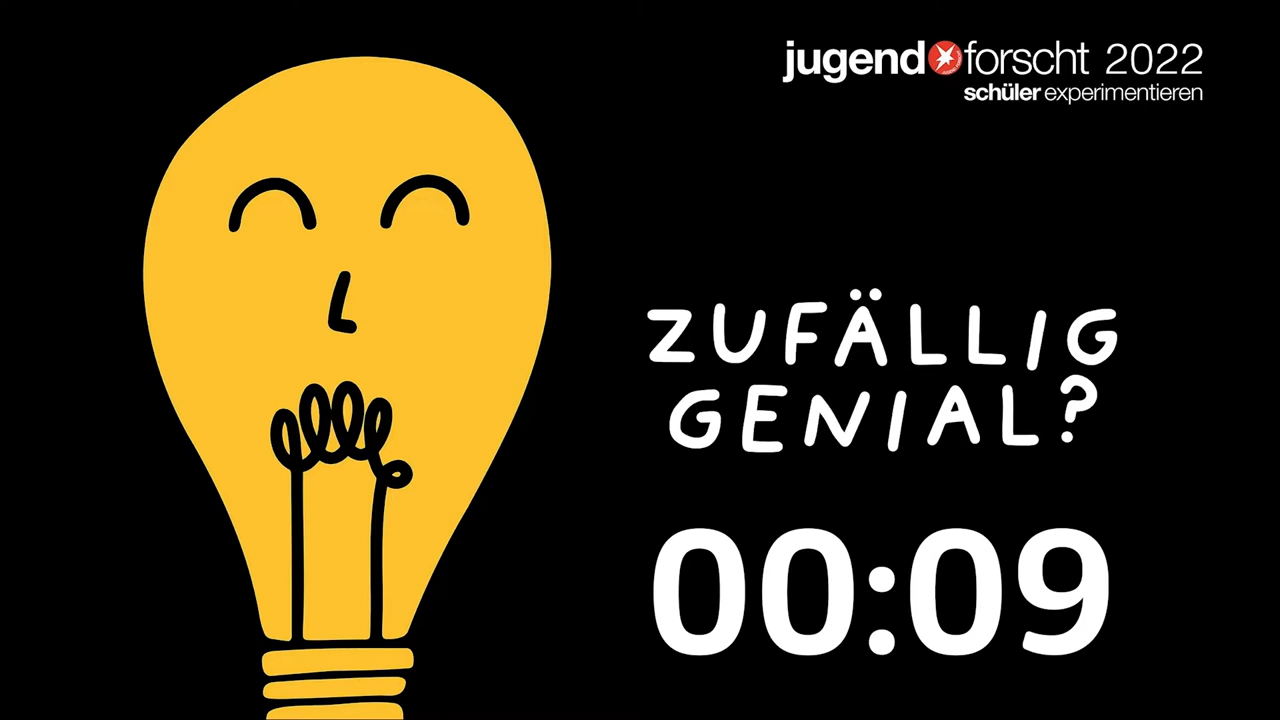 jugend forscht 2022
schüler experimentieren
ZUFÄLLIG
GENIAL?
00:09